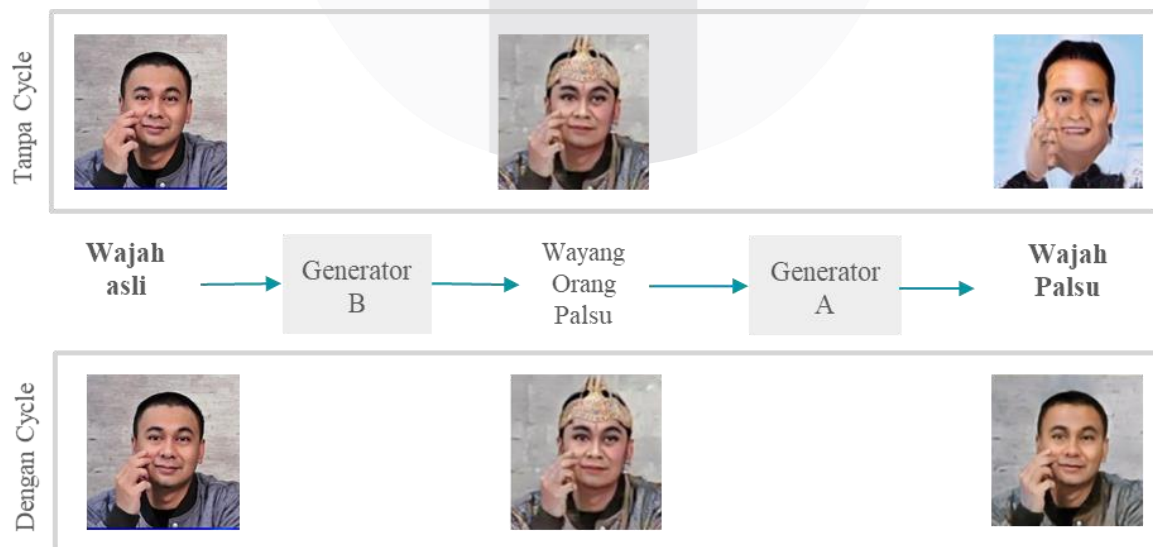 Tanpa Cycle
Wajah
asli
Generator
B
Wayang
Orang
Palsu
Generator
A
Wajah
Palsu
Dengan Cycle